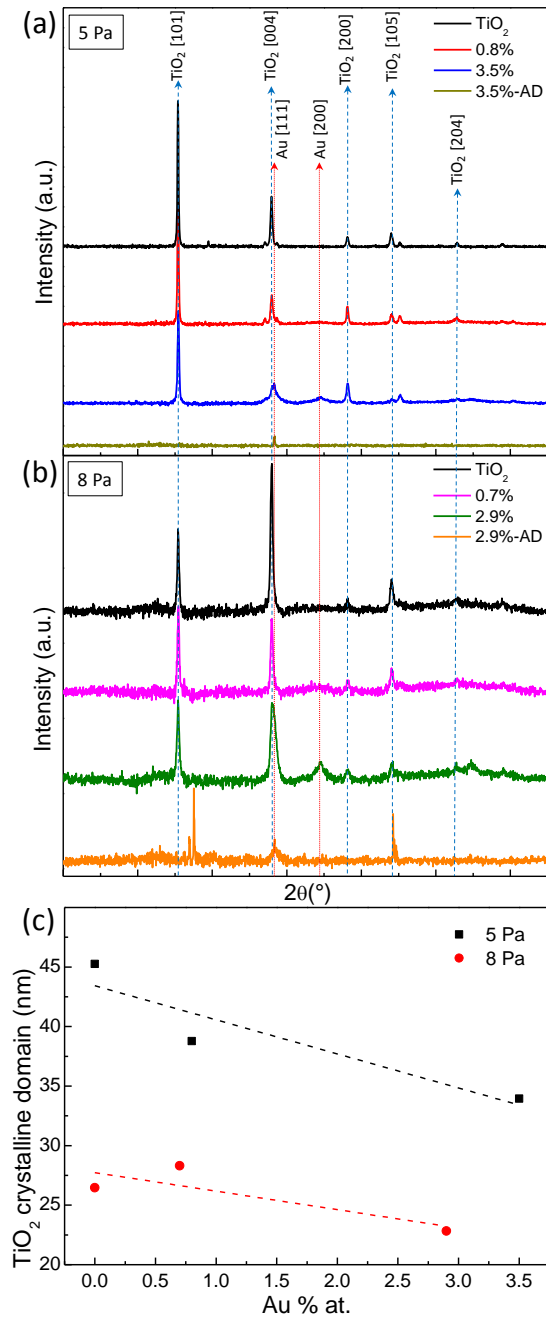 (a)
5 Pa
TiO₂ [101]
TiO₂ [004]
Au [111]
Au [200]
TiO₂ [200]
TiO₂ [105]
TiO₂ [204]
TiO₂
0.8%
3.5%
3.5%-AD
Intensity (a.u.)
(b)
8 Pa
TiO₂
0.7%
2.9%
2.9%-AD
Intensity (a.u.)
2θ(°)
(c)
5 Pa
8 Pa
TiO₂ crystalline domain (nm)
45
40
35
30
25
20
0.0 0.5 1.0 1.5 2.0 2.5 3.0 3.5
Au % at.